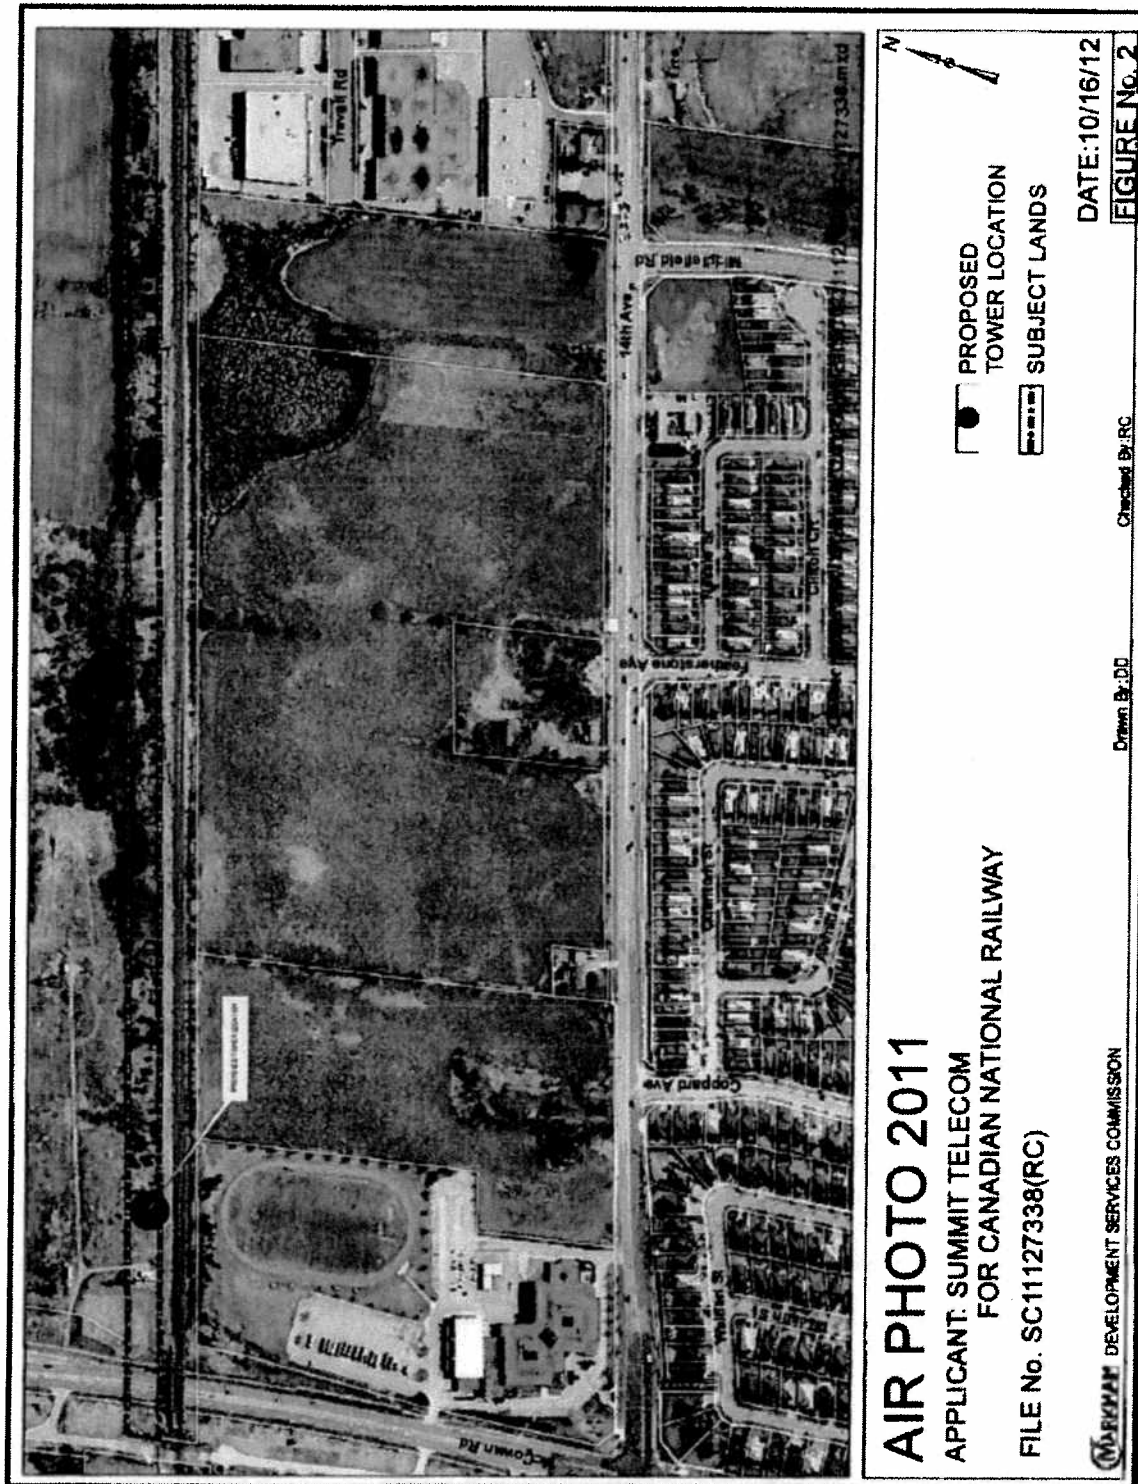 Travail Rd
14th Ave
Middlefield Rd
Featherstone Ave
Coppard Ave
McCowan Rd
Clinton Cr
AIR PHOTO 2011
APPLICANT: SUMMIT TELECOM
FOR CANADIAN NATIONAL RAILWAY
FILE No. SC11127338(RC)
N
PROPOSED
TOWER LOCATION
SUBJECT LANDS
DATE:10/16/12
MARKHAM DEVELOPMENT SERVICES COMMISSION
Drawn By:DD
Checked By:RC
FIGURE No. 2